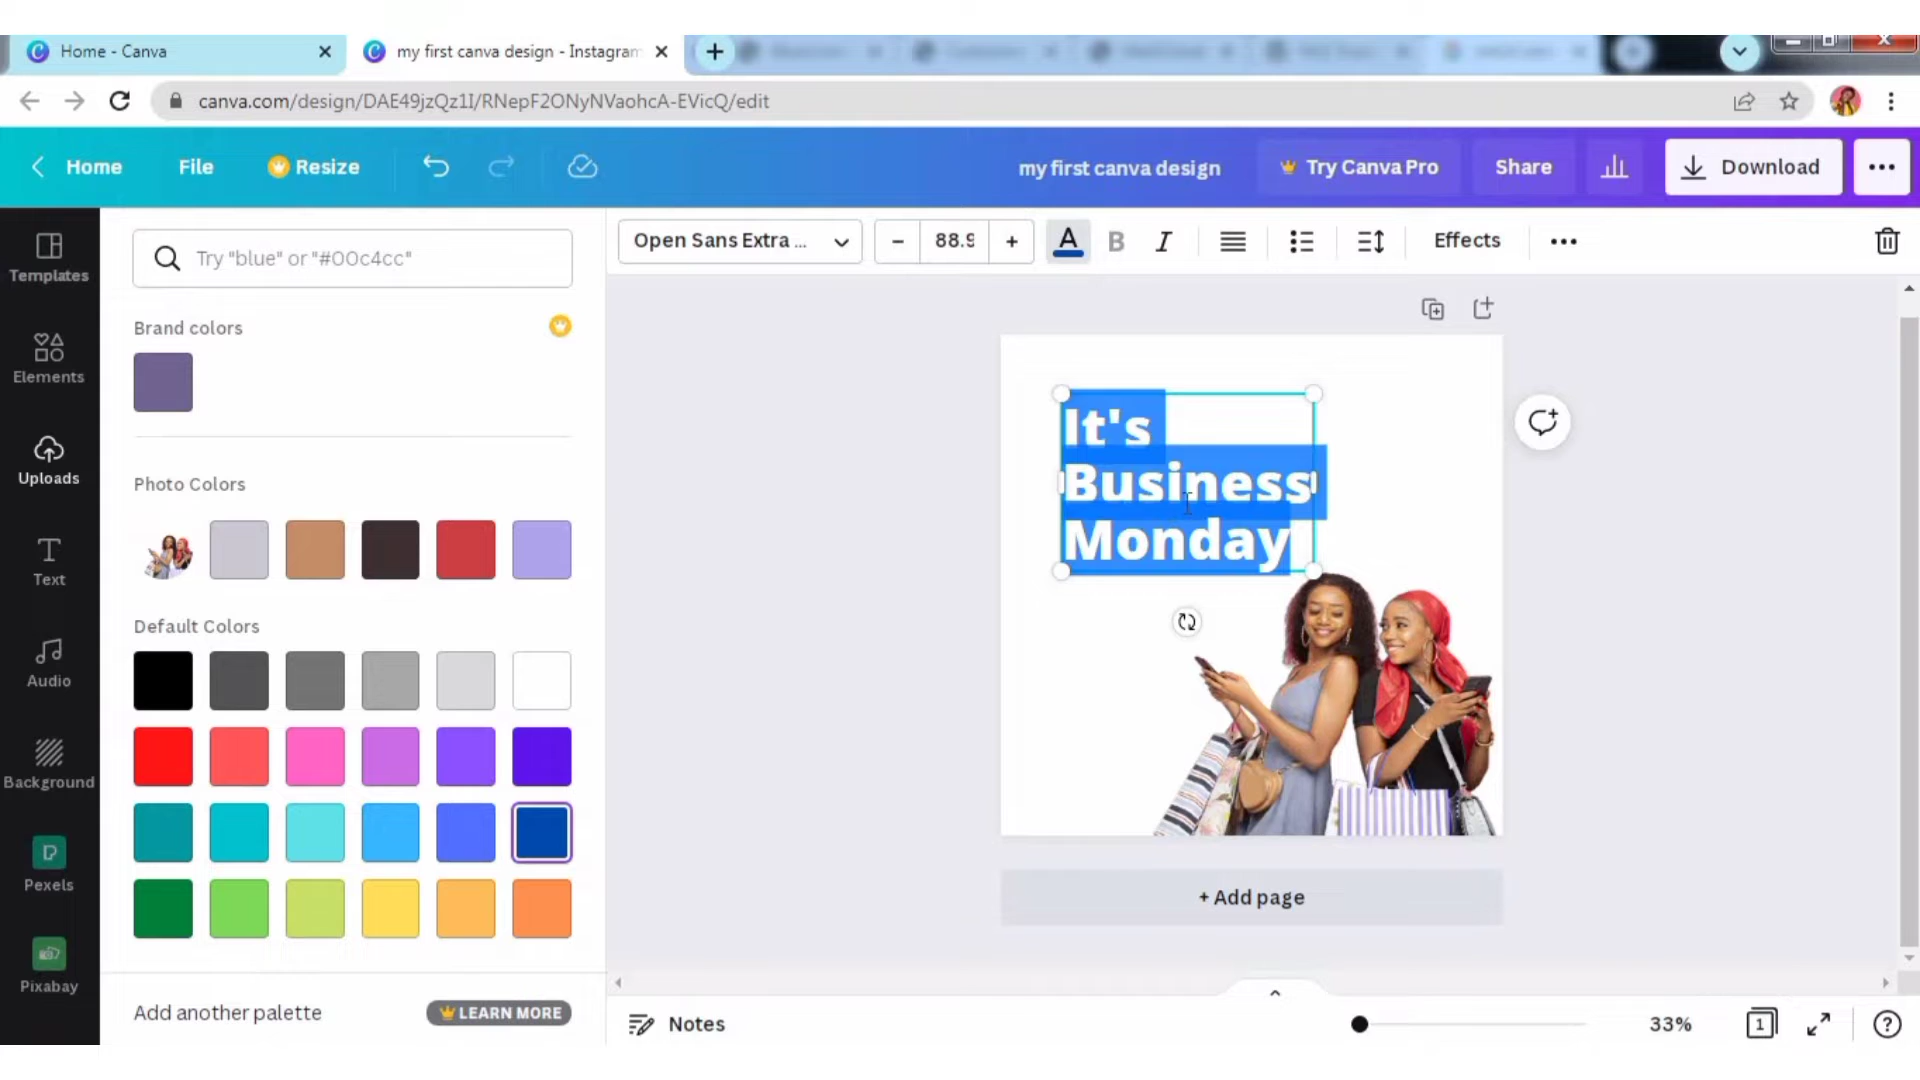 Home - Canva
my first canva design - Instagram
canva.com/design/DAE49jzQz1I/RNepF2ONyNVaohcA-EVicQ/edit
Home
File
Resize
my first canva design
Try Canva Pro
Share
Download
Templates
Elements
Uploads
Text
Audio
Background
Pexels
Pixabay
Try "blue" or "#00c4cc"
Brand colors
Photo Colors
Default Colors
Add another palette
LEARN MORE
Open Sans Extra ...
88.9
A
B
I
Effects
It's
Business
Monday
+ Add page
Notes
33%
1